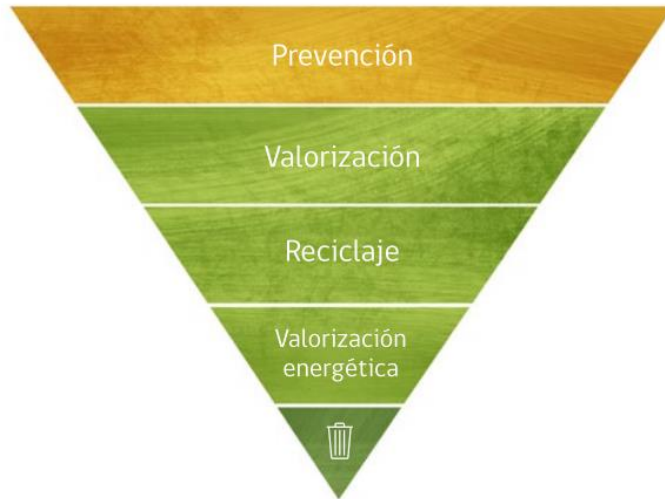 Prevención
Valorización
Reciclaje
Valorización
energética